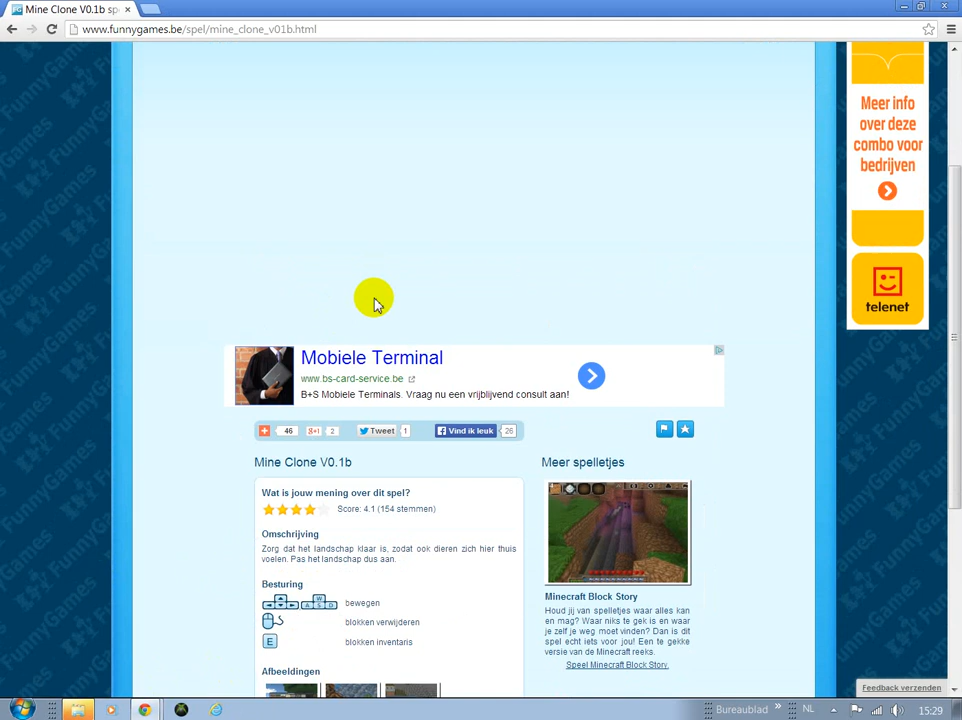 Mine Clone V0.1b sp
www.funnygames.be/spel/mine_clone_v01b.html
Meer info
over deze
combo voor
bedrijven
telenet
Mobiele Terminal
www.bs-card-service.be
B+S Mobiele Terminals. Vraag nu een vrijblijvend consult aan!
46
g+1
2
Tweet
1
Vind ik leuk
26
Mine Clone V0.1b
Meer spelletjes
Wat is jouw mening over dit spel?
Score: 4.1 (154 stemmen)
Omschrijving
Zorg dat het landschap klaar is, zodat ook dieren zich hier thuis
voelen. Pas het landschap dus aan.
Besturing
W
A S D
bewegen
blokken verwijderen
E
blokken inventaris
Afbeeldingen
Minecraft Block Story
Houd jij van spelletjes waar alles kan
en mag? Waar niks te gek is en waar
je zelf je weg moet vinden? Dan is dit
spel echt iets voor jou! Een te gekke
versie van de Minecraft reeks.
Speel Minecraft Block Story.
Feedback verzenden
Bureaublad
NL
15:29